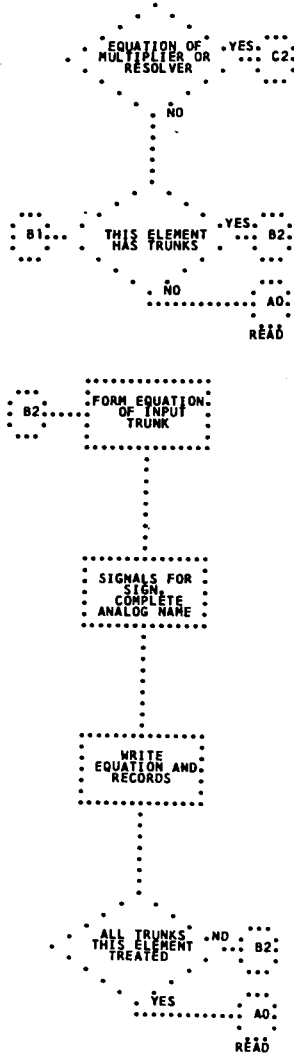 EQUATION OF
MULTIPLIER OR
RESOLVER
YES
C2
NO
B1
THIS ELEMENT
HAS TRUNKS
YES
B2
NO
A0
READ
B2
FORM EQUATION
OF INPUT
TRUNK
SIGNALS FOR
SIGN,
COMPLETE
ANALOG NAME
WRITE
EQUATION AND
RECORDS
ALL TRUNKS
THIS ELEMENT
TREATED
NO
B2
YES
A0
READ